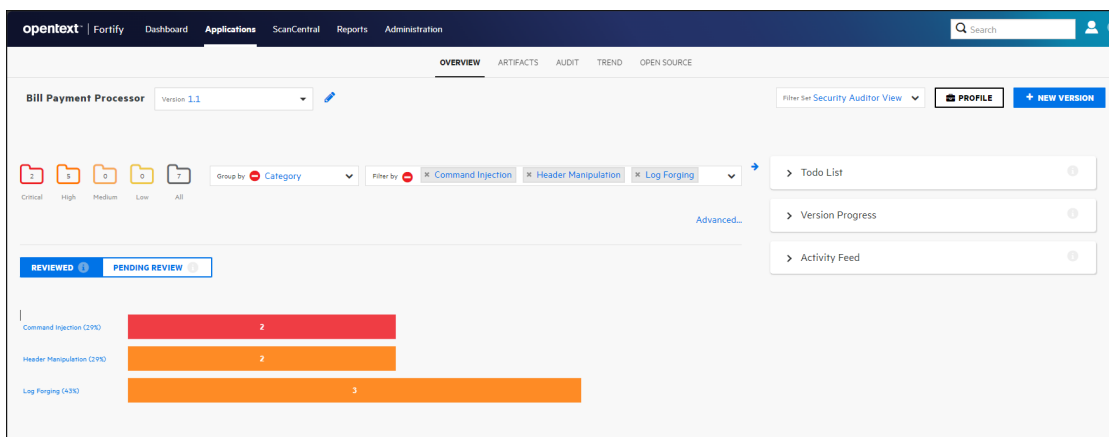 opentext™ | Fortify Dashboard Applications ScanCentral Reports Administration Search
OVERVIEW ARTIFACTS AUDIT TREND OPEN SOURCE
Bill Payment Processor Version 1.1 Filter Set Security Auditor View PROFILE + NEW VERSION
2 5 0 0 7 Group by Category Filter by × Command Injection × Header Manipulation × Log Forging
Critical High Medium Low All
Advanced...
Todo List
Version Progress
Activity Feed
REVIEWED PENDING REVIEW
Command Injection (29%) 2
Header Manipulation (29%) 2
Log Forging (43%) 3